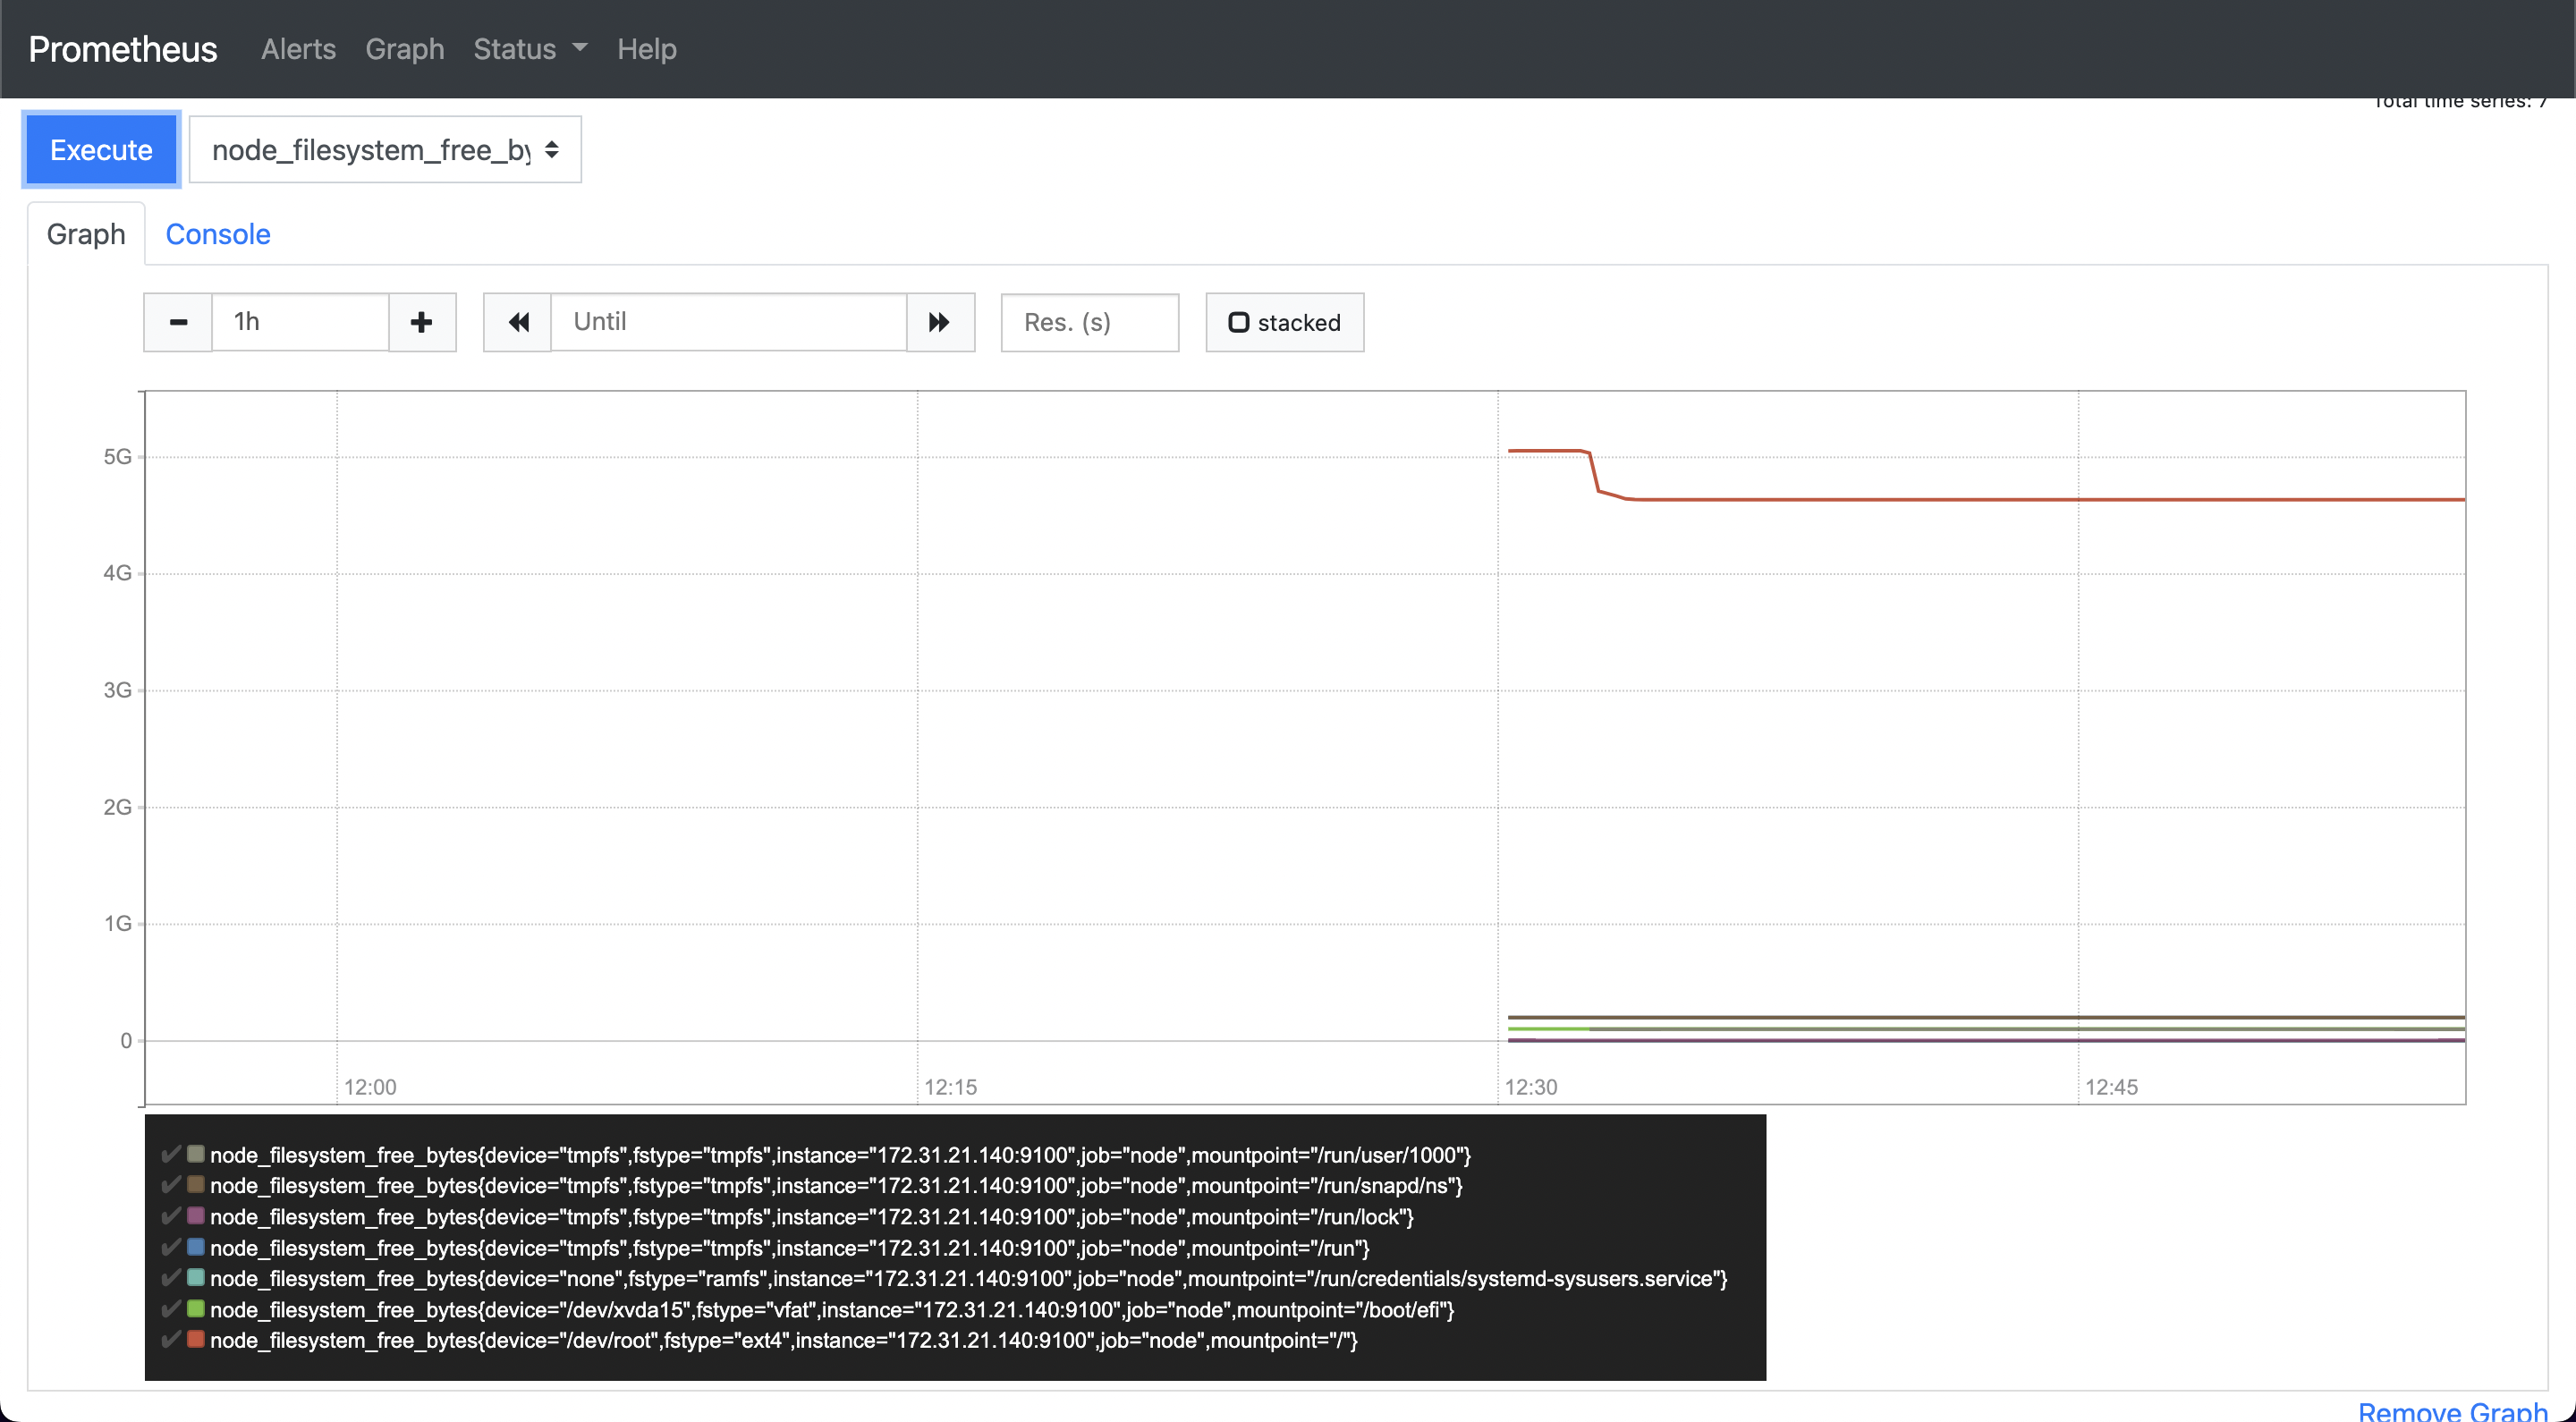 Prometheus Alerts Graph Status Help
Total time series: 7
Execute node_filesystem_free_by
Graph Console
1h Until Res. (s) stacked
5G
4G
3G
2G
1G
0
12:00 12:15 12:30 12:45
node_filesystem_free_bytes{device="tmpfs",fstype="tmpfs",instance="172.31.21.140:9100",job="node",mountpoint="/run/user/1000"}
node_filesystem_free_bytes{device="tmpfs",fstype="tmpfs",instance="172.31.21.140:9100",job="node",mountpoint="/run/snapd/ns"}
node_filesystem_free_bytes{device="tmpfs",fstype="tmpfs",instance="172.31.21.140:9100",job="node",mountpoint="/run/lock"}
node_filesystem_free_bytes{device="tmpfs",fstype="tmpfs",instance="172.31.21.140:9100",job="node",mountpoint="/run"}
node_filesystem_free_bytes{device="none",fstype="ramfs",instance="172.31.21.140:9100",job="node",mountpoint="/run/credentials/systemd-sysusers.service"}
node_filesystem_free_bytes{device="/dev/xvda15",fstype="vfat",instance="172.31.21.140:9100",job="node",mountpoint="/boot/efi"}
node_filesystem_free_bytes{device="/dev/root",fstype="ext4",instance="172.31.21.140:9100",job="node",mountpoint="/"}
Remove Graph